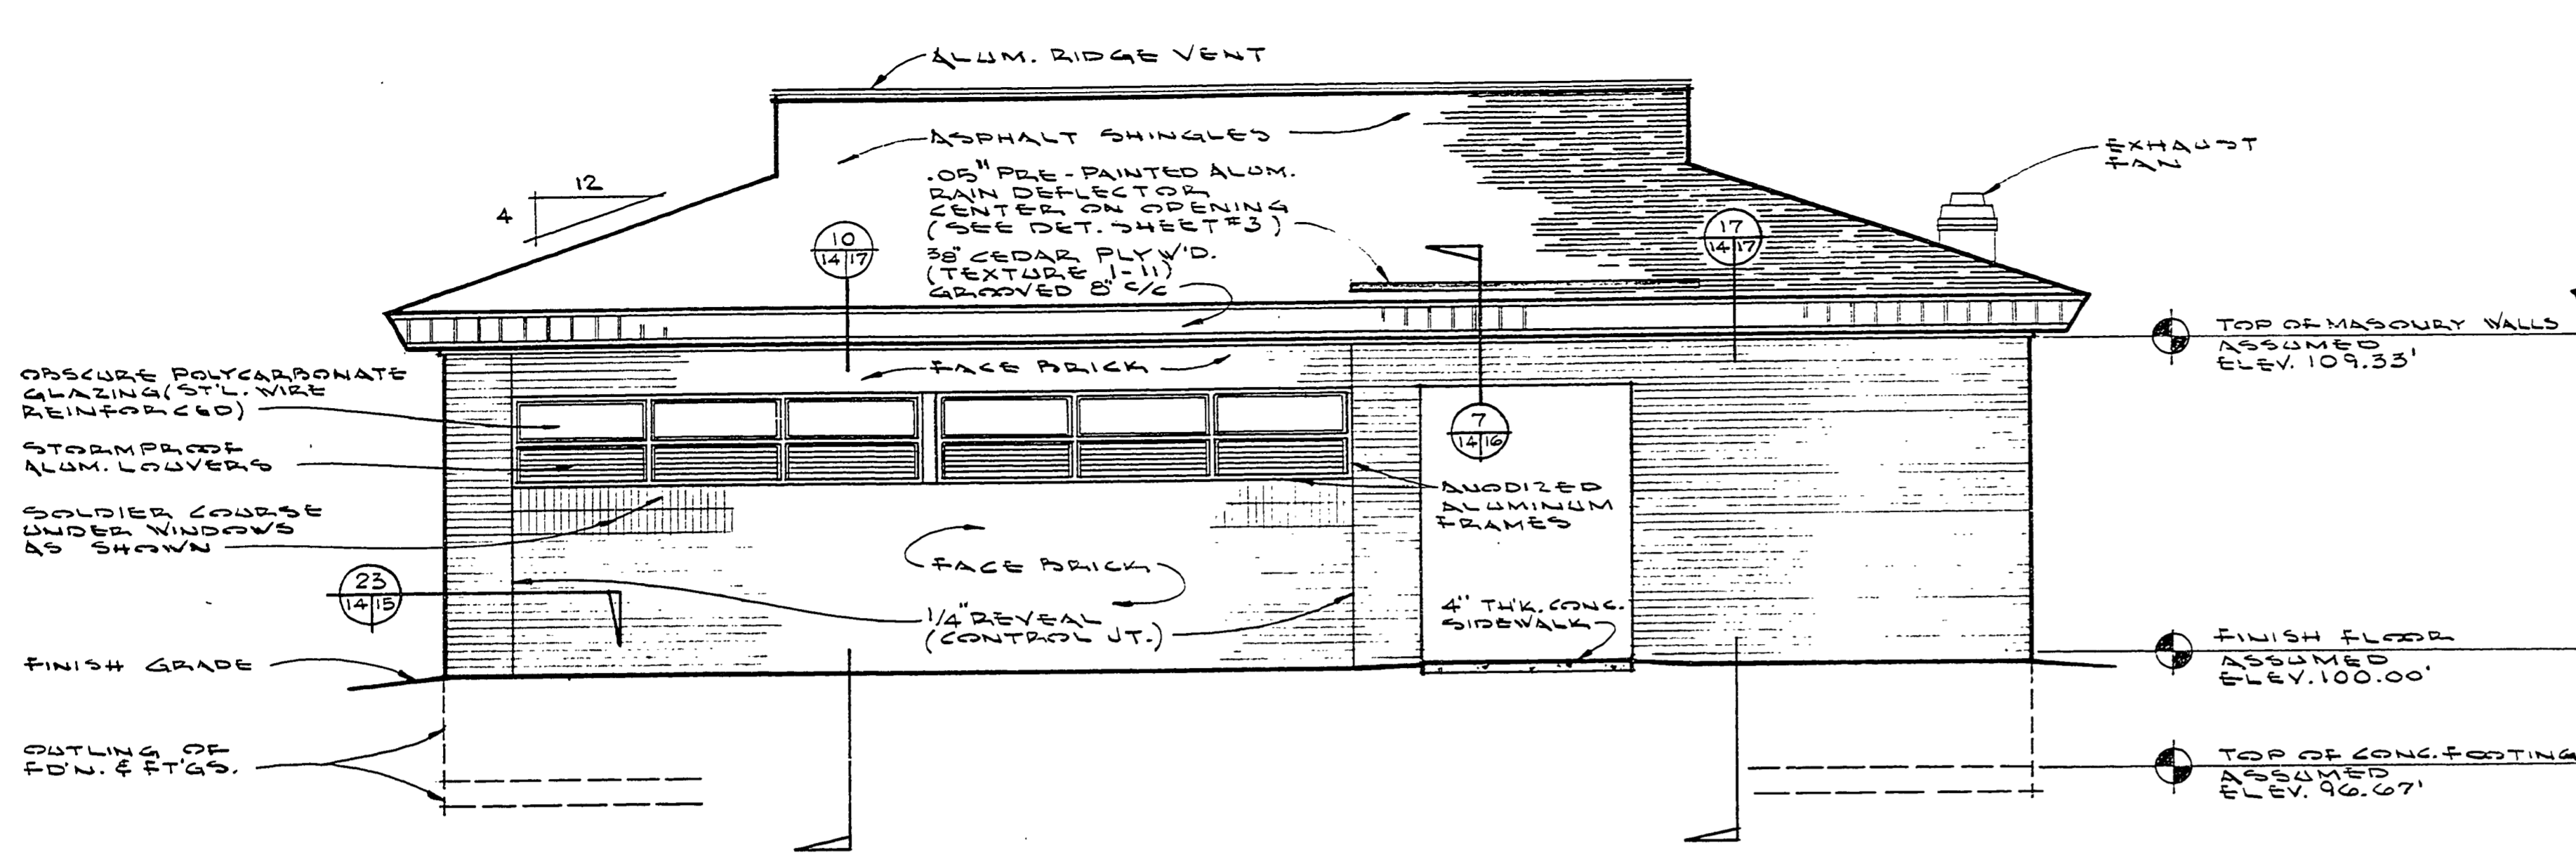 ALUM. RIDGE VENT
ASPHALT SHINGLES
.05" PRE-PAINTED ALUM.
RAIN DEFLECTOR
CENTER ON OPENING
(SEE DET. SHEET #3)
38" CEDAR PLYW'D.
(TEXTURE 1-11)
GROOVED 8" C/C
EXHAUST
FAN
12
4
10
14 17
17
14 17
TOP OF MASOURY WALLS
ASSUMED
ELEV. 109.33'
FACE BRICK
OBSCURE POLYCARBONATE
GLAZING (ST'L. WIRE
REINFORCED)
STORMPROOF
ALUM. LOUVERS
SOLDIER COURSE
UNDER WINDOWS
AS SHOWN
7
14 16
ANODIZED
ALUMINUM
FRAMES
FACE BRICK
23
14 15
1/4" REVEAL
(CONTROL JT.)
4" TH'K. CONC.
SIDEWALK
FINISH GRADE
FINISH FLOOR
ASSUMED
ELEV. 100.00'
OUTLING OF
FD'N. & FT'GS.
TOP OF CONC. FOOTING
ASSUMED
ELEV. 96.67'